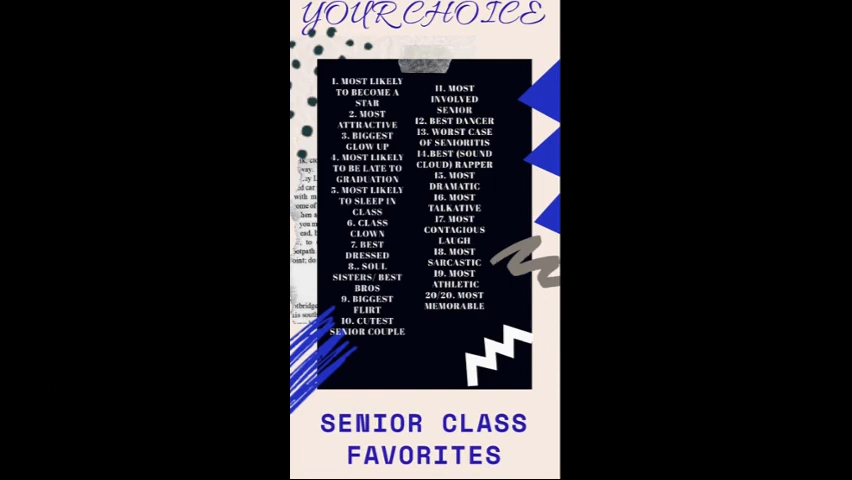 YOUR CHOICE
1. MOST LIKELY
TO BECOME A
STAR
2. MOST
ATTRACTIVE
3. BIGGEST
GLOW UP
4. MOST LIKELY
TO BE LATE TO
GRADUATION
5. MOST LIKELY
TO SLEEP IN
CLASS
6. CLASS
CLOWN
7. BEST
DRESSED
8.. SOUL
SISTERS/ BEST
BROS
9. BIGGEST
FLIRT
10. CUTEST
SENIOR COUPLE
11. MOST
INVOLVED
SENIOR
12. BEST DANCER
13. WORST CASE
OF SENIORITIS
14.BEST (SOUND
CLOUD) RAPPER
15. MOST
DRAMATIC
16. MOST
TALKATIVE
17. MOST
CONTAGIOUS
LAUGH
18. MOST
SARCASTIC
19. MOST
ATHLETIC
20/20. MOST
MEMORABLE
SENIOR CLASS
FAVORITES